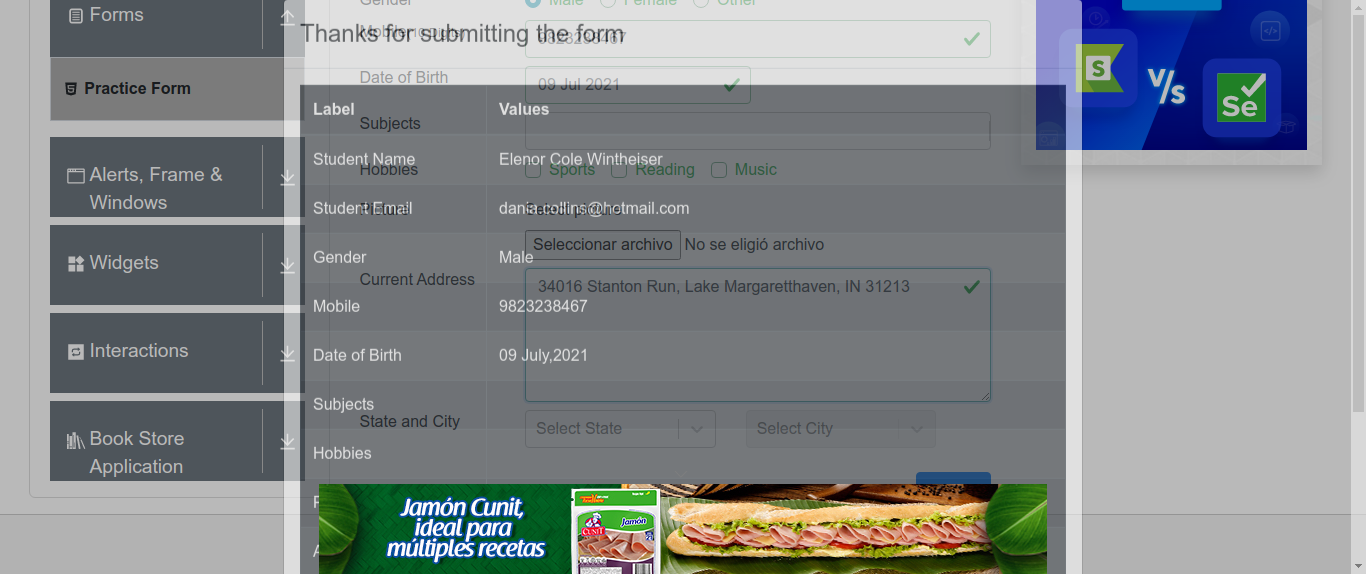 Forms
Practice Form
Alerts, Frame &
Windows
Widgets
Interactions
Book Store
Application
Gender
Male
Female
Other
Thanks for submitting the form
Mobile
Date of Birth
09 Jul 2021
Subjects
Hobbies
Sports
Reading
Music
Picture
Seleccionar archivo No se eligió archivo
Current Address
34016 Stanton Run, Lake Margaretthaven, IN 31213
State and City
Select State
Select City
Label Values
Student Name Elenor Cole Wintheiser
Student Email dania.collins@hotmail.com
Gender Male
Mobile 9823238467
Date of Birth 09 July,2021
Subjects
Hobbies
S
V/s
Se
Jamón Cunit,
ideal para
múltiples recetas
CUNIT
Jamón